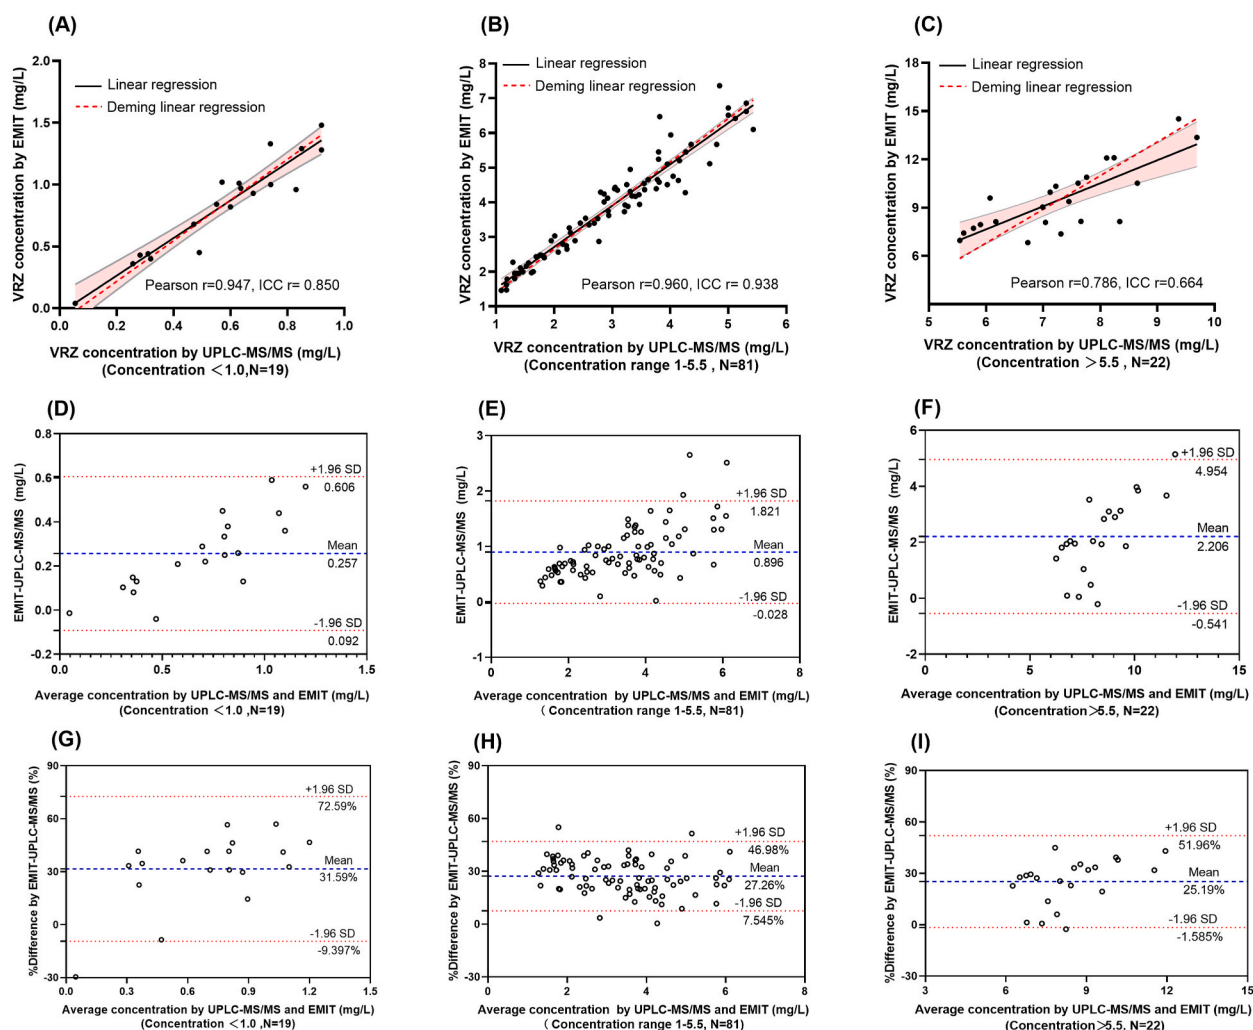 (A)
2.0
1.5
1.0
0.5
0.0
0.0 0.2 0.4 0.6 0.8 1.0
VRZ concentration by EMIT (mg/L)
Linear regression
Deming linear regression
Pearson r=0.947, ICC r= 0.850
VRZ concentration by UPLC-MS/MS (mg/L)
(Concentration ＜1.0,N=19)
(B)
8
7
6
5
4
3
2
1
1 2 3 4 5 6
VRZ concentration by EMIT (mg/L)
Linear regression
Deming linear regression
Pearson r=0.960, ICC r= 0.938
VRZ concentration by UPLC-MS/MS (mg/L)
(Concentration range 1-5.5 , N=81)
(C)
18
15
12
9
6
5 6 7 8 9 10
VRZ concentration by EMIT (mg/L)
Linear regression
Deming linear regression
Pearson r=0.786, ICC r=0.664
VRZ concentration by UPLC-MS/MS (mg/L)
(Concentration ＞5.5 , N=22)
(D)
0.8
0.6
0.4
0.2
0.0
-0.2
0.0 0.5 1.0 1.5
EMIT-UPLC-MS/MS (mg/L)
+1.96 SD
0.606
Mean
0.257
-1.96 SD
0.092
Average concentration by UPLC-MS/MS and EMIT (mg/L)
(Concentration ＜1.0 ,N=19)
(E)
3
2
1
0
-1
0 2 4 6 8
EMIT-UPLC-MS/MS (mg/L)
+1.96 SD
1.821
Mean
0.896
-1.96 SD
-0.028
Average concentration by UPLC-MS/MS and EMIT (mg/L)
（Concentration range 1-5.5, N=81)
(F)
6
4
2
0
-2
0 5 10 15
EMIT-UPLC-MS/MS (mg/L)
+1.96 SD
4.954
Mean
2.206
-1.96 SD
-0.541
Average concentration by UPLC-MS/MS and EMIT (mg/L)
(Concentration＞5.5, N=22)
(G)
90
60
30
0
-30
0.0 0.3 0.6 0.9 1.2 1.5
%Difference by EMIT-UPLC-MS/MS (%)
+1.96 SD
72.59%
Mean
31.59%
-1.96 SD
-9.397%
Average concentration by UPLC-MS/MS and EMIT (mg/L)
(Concentration ＜1.0 ,N=19)
(H)
90
60
30
0
-30
0 2 4 6 8
%Difference by EMIT-UPLC-MS/MS (%)
+1.96 SD
46.98%
Mean
27.26%
-1.96 SD
7.545%
Average concentration by UPLC-MS/MS and EMIT (mg/L)
（Concentration range 1-5.5, N=81)
(I)
90
60
30
0
-30
3 6 9 12 15
%Difference by EMIT-UPLC-MS/MS (%)
+1.96 SD
51.96%
Mean
25.19%
-1.96 SD
-1.585%
Average concentration by UPLC-MS/MS and EMIT (mg/L)
(Concentration＞5.5, N=22)